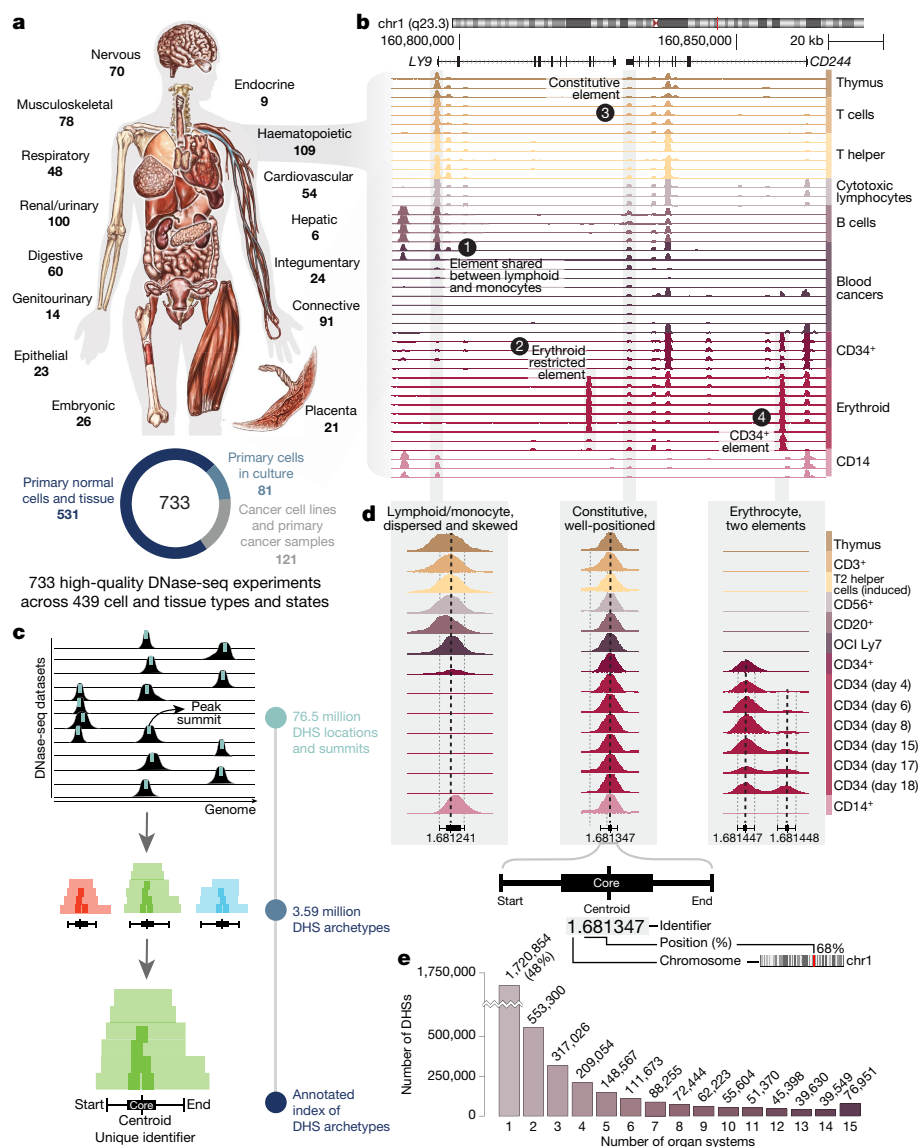 a
Nervous
70
Endocrine
9
Musculoskeletal
78
Haematopoietic
109
Respiratory
48
Cardiovascular
54
Renal/urinary
100
Hepatic
6
Digestive
60
Integumentary
24
Genitourinary
14
Connective
91
Epithelial
23
Embryonic
26
Placenta
21
Primary normal
cells and tissue
531
733
Primary cells
in culture
81
Cancer cell lines
and primary
cancer samples
121
733 high-quality DNase-seq experiments
across 439 cell and tissue types and states
b
chr1 (q23.3)
160,800,000
160,850,000
20 kb
LY9
CD244
Constitutive
element
3
1
Element shared
between lymphoid
and monocytes
2
Erythroid
restricted
element
4
CD34+
element
Thymus
T cells
T helper
Cytotoxic
lymphocytes
B cells
Blood
cancers
CD34+
Erythroid
CD14
c
DNase-seq datasets
Peak
summit
Genome
76.5 million
DHS locations
and summits
3.59 million
DHS archetypes
Start
Core
End
Centroid
Unique identifier
Annotated
index of
DHS archetypes
d
Lymphoid/monocyte,
dispersed and skewed
Constitutive,
well-positioned
Erythrocyte,
two elements
Thymus
CD3+
T2 helper
cells (induced)
CD56+
CD20+
OCI Ly7
CD34+
CD34 (day 4)
CD34 (day 6)
CD34 (day 8)
CD34 (day 15)
CD34 (day 17)
CD34 (day 18)
CD14+
1.681241
1.681347
1.681447
1.681448
Core
Start
End
Centroid
1.681347
Identifier
Position (%)
68%
Chromosome
chr1
e
Number of DHSs
1,750,000
500,000
250,000
0
1,720,854
(48%)
553,300
317,026
209,054
148,567
111,673
88,255
72,444
62,223
55,604
51,370
45,398
39,630
39,549
76,951
1 2 3 4 5 6 7 8 9 10 11 12 13 14 15
Number of organ systems